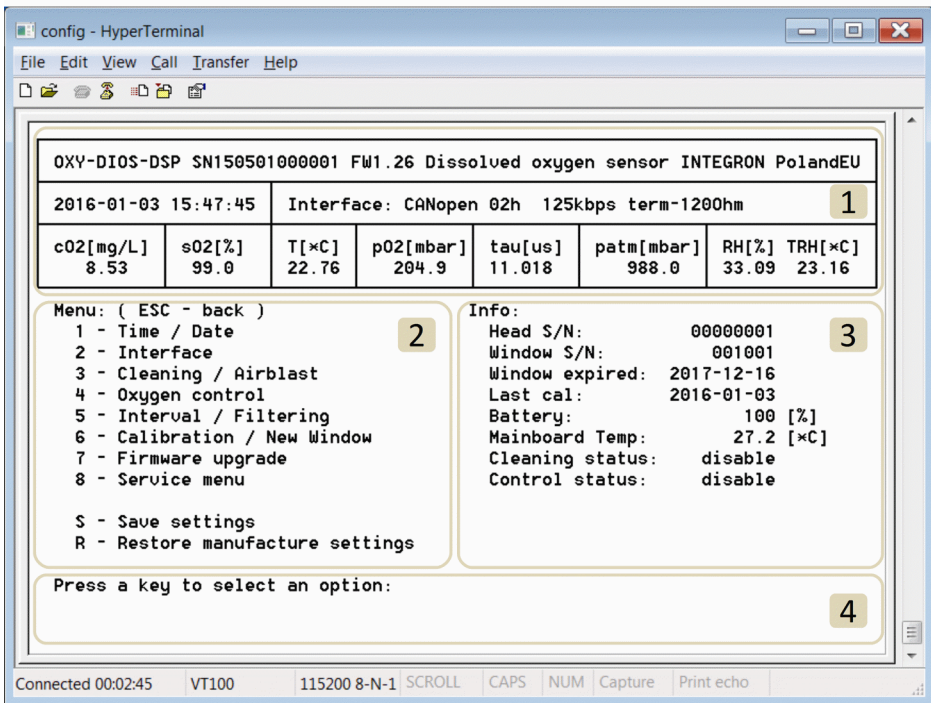 config - HyperTerminal
File Edit View Call Transfer Help
OXY-DIOS-DSP SN150501000001 FW1.26 Dissolved oxygen sensor INTEGRON PolandEU
2016-01-03 15:47:45 Interface: CANopen 02h 125kbps term-120Ohm 1
cO2[mg/L] sO2[%] T[×C] pO2[mbar] tau[us] patm[mbar] RH[%] TRH[×C]
8.53 99.0 22.76 204.9 11.018 988.0 33.09 23.16
Menu: ( ESC - back )
1 - Time / Date
2 - Interface
3 - Cleaning / Airblast
4 - Oxygen control
5 - Interval / Filtering
6 - Calibration / New Window
7 - Firmware upgrade
8 - Service menu
S - Save settings
R - Restore manufacture settings
2
Info:
Head S/N: 00000001
Window S/N: 001001
Window expired: 2017-12-16
Last cal: 2016-01-03
Battery: 100 [%]
Mainboard Temp: 27.2 [×C]
Cleaning status: disable
Control status: disable
3
Press a key to select an option:
4
Connected 00:02:45 VT100 115200 8-N-1 SCROLL CAPS NUM Capture Print echo